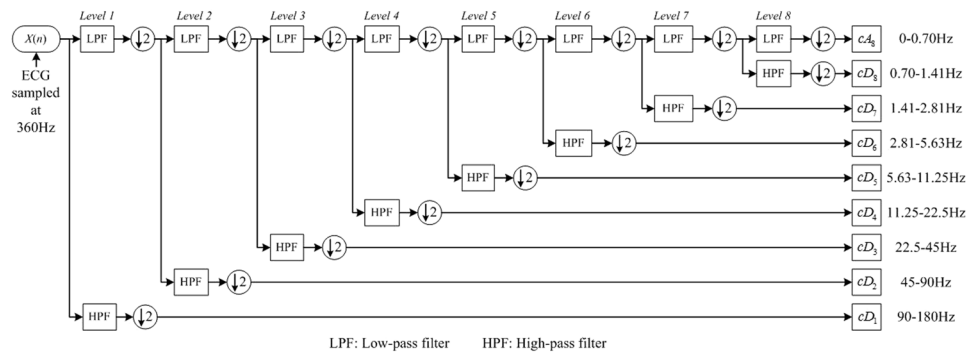 Level 1 Level 2 Level 3 Level 4 Level 5 Level 6 Level 7 Level 8
X(n) LPF ↓2 LPF ↓2 LPF ↓2 LPF ↓2 LPF ↓2 LPF ↓2 LPF ↓2 LPF ↓2 cA8 0-0.70Hz
ECG
sampled
at
360Hz
HPF ↓2 cD8 0.70-1.41Hz
HPF ↓2 cD7 1.41-2.81Hz
HPF ↓2 cD6 2.81-5.63Hz
HPF ↓2 cD5 5.63-11.25Hz
HPF ↓2 cD4 11.25-22.5Hz
HPF ↓2 cD3 22.5-45Hz
HPF ↓2 cD2 45-90Hz
HPF ↓2 cD1 90-180Hz
LPF: Low-pass filter HPF: High-pass filter